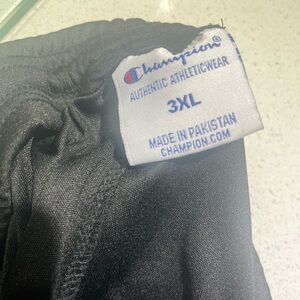 Champion®
AUTHENTIC ATHLETICWEAR
3XL
MADE IN PAKISTAN
CHAMPION.COM